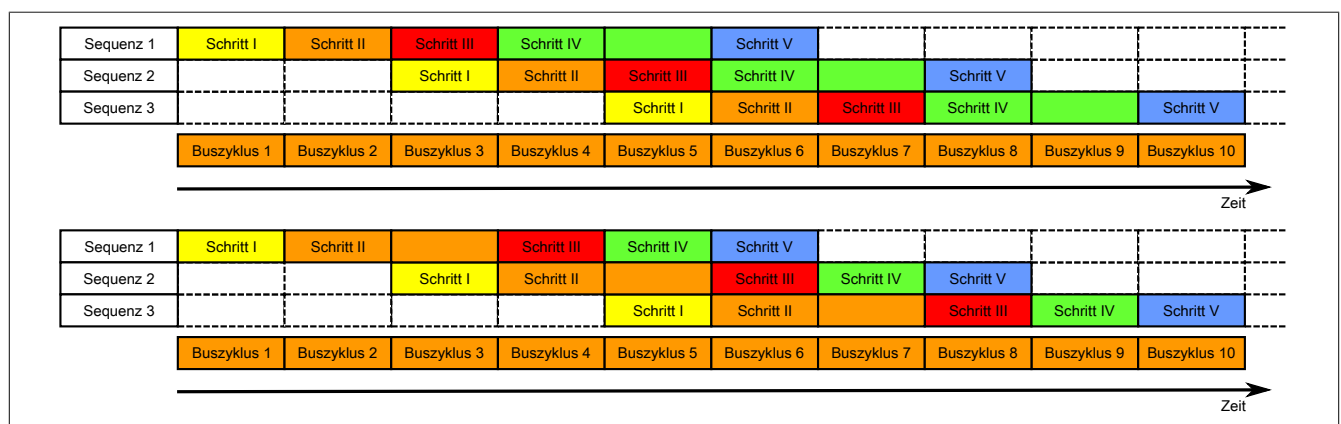 Sequenz 1 Schritt I Schritt II Schritt III Schritt IV Schritt V
Sequenz 2 Schritt I Schritt II Schritt III Schritt IV Schritt V
Sequenz 3 Schritt I Schritt II Schritt III Schritt IV Schritt V
Buszyklus 1 Buszyklus 2 Buszyklus 3 Buszyklus 4 Buszyklus 5 Buszyklus 6 Buszyklus 7 Buszyklus 8 Buszyklus 9 Buszyklus 10
Zeit
Sequenz 1 Schritt I Schritt II Schritt III Schritt IV Schritt V
Sequenz 2 Schritt I Schritt II Schritt III Schritt IV Schritt V
Sequenz 3 Schritt I Schritt II Schritt III Schritt IV Schritt V
Buszyklus 1 Buszyklus 2 Buszyklus 3 Buszyklus 4 Buszyklus 5 Buszyklus 6 Buszyklus 7 Buszyklus 8 Buszyklus 9 Buszyklus 10
Zeit